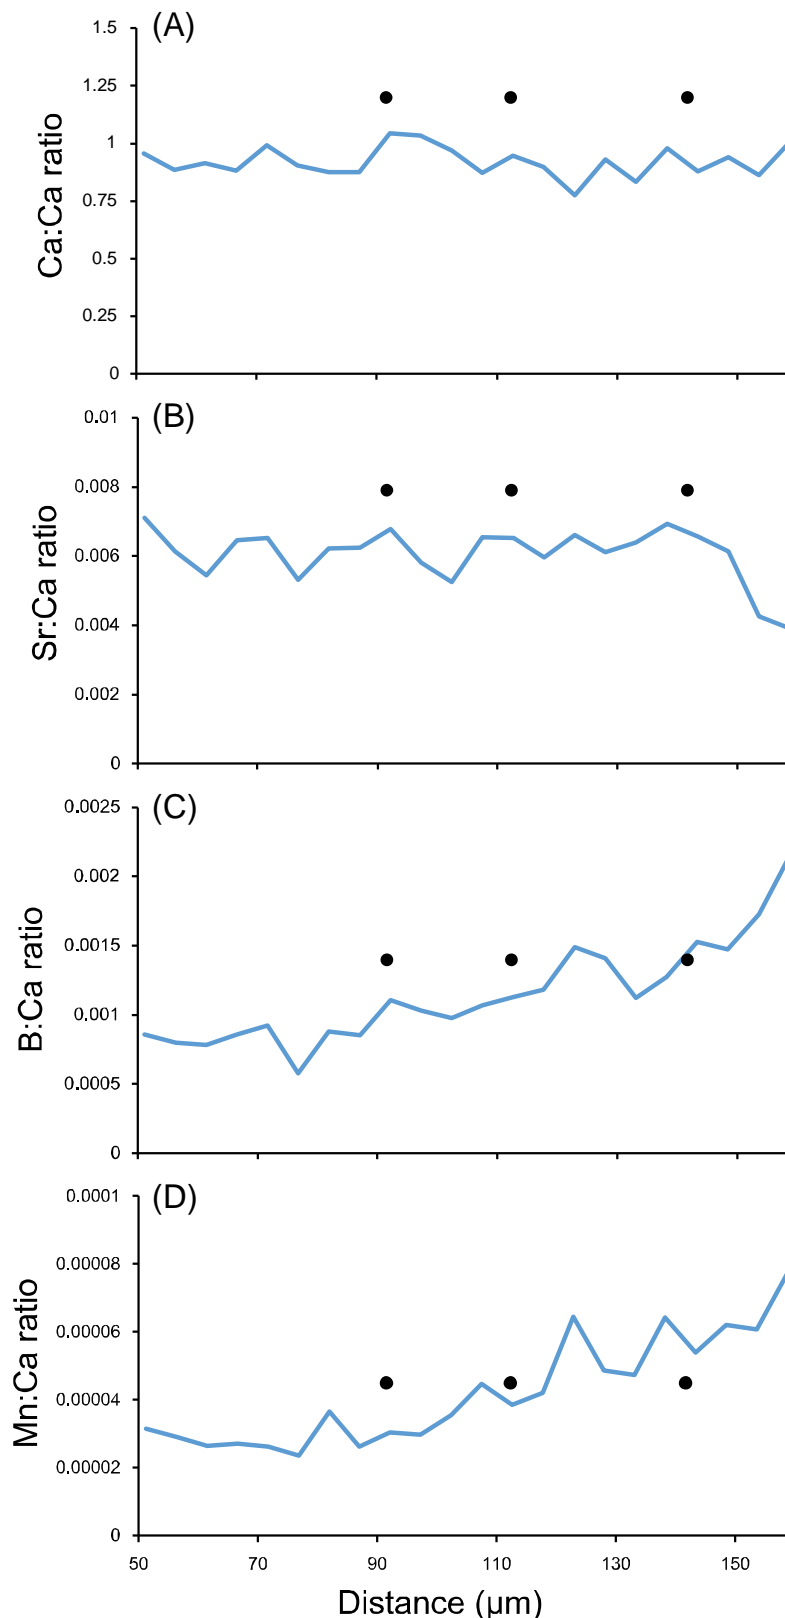 (A)
1.5
1.25
1
0.75
0.5
0.25
0
Ca:Ca ratio
(B)
0.01
0.008
0.006
0.004
0.002
0
Sr:Ca ratio
(C)
0.0025
0.002
0.0015
0.001
0.0005
0
B:Ca ratio
(D)
0.0001
0.00008
0.00006
0.00004
0.00002
0
Mn:Ca ratio
50 70 90 110 130 150
Distance (µm)